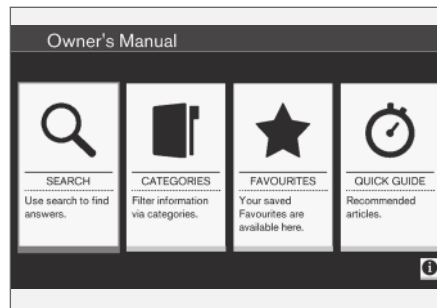 Owner's Manual
SEARCH
Use search to find
answers.
CATEGORIES
Filter information
via categories.
FAVOURITES
Your saved
Favourites are
available here.
QUICK GUIDE
Recommended
articles.